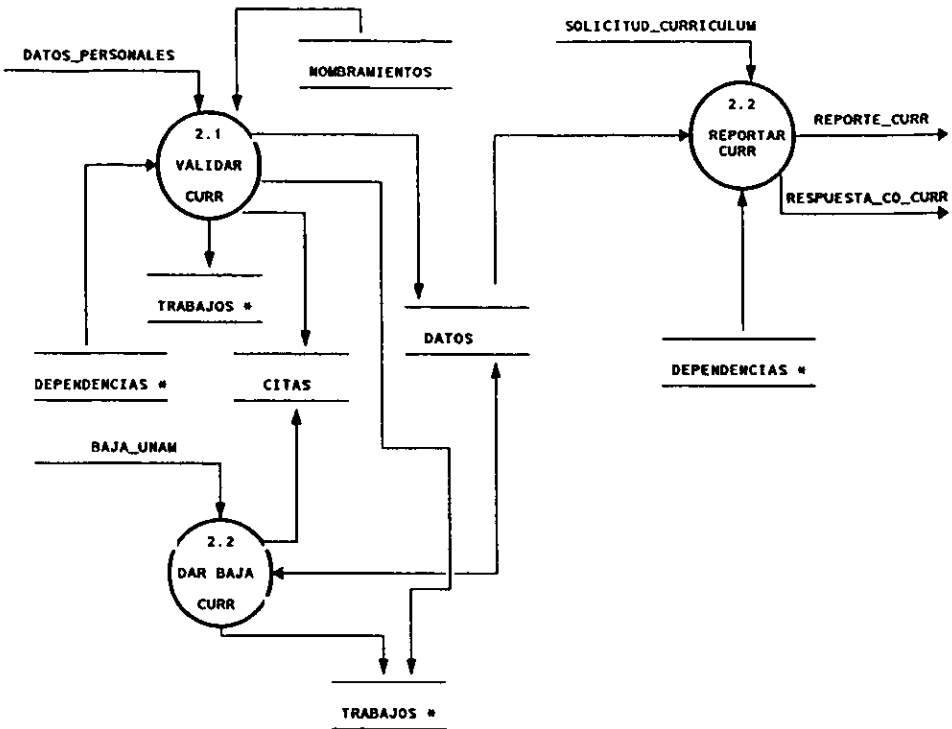 SOLICITUD_CURRICULUM
DATOS_PERSONALES
NOMBRAMIENTOS
2.1
VALIDAR
CURR
2.2
REPORTAR
CURR
REPORTE_CURR
RESPUESTA_CO_CURR
TRABAJOS *
DATOS
DEPENDENCIAS *
CITAS
DEPENDENCIAS *
BAJA_UNAM
2.2
DAR BAJA
CURR
TRABAJOS *